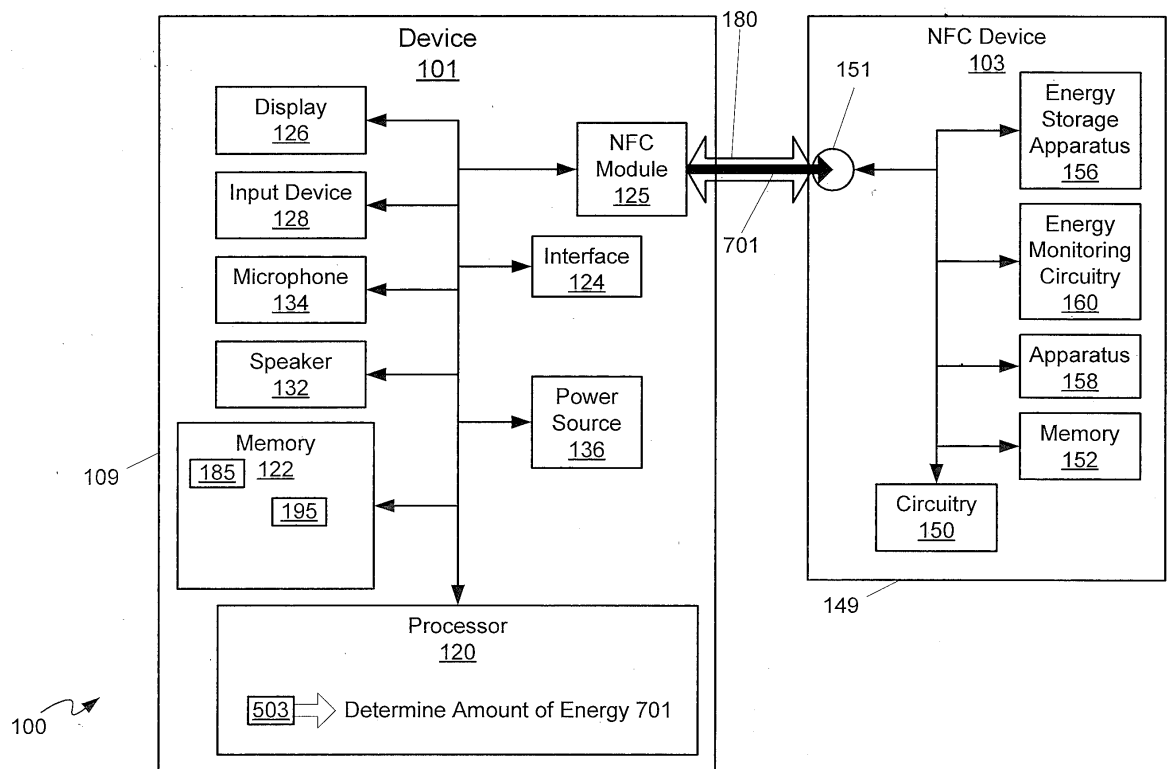 180
Device
101
NFC Device
103
151
Display
126
NFC
Module
125
Energy
Storage
Apparatus
156
Input Device
128
701
Interface
124
Energy
Monitoring
Circuitry
160
Microphone
134
Speaker
132
Power
Source
136
Apparatus
158
Memory
122
185
195
109
Memory
152
Circuitry
150
149
Processor
120
503 Determine Amount of Energy 701
100